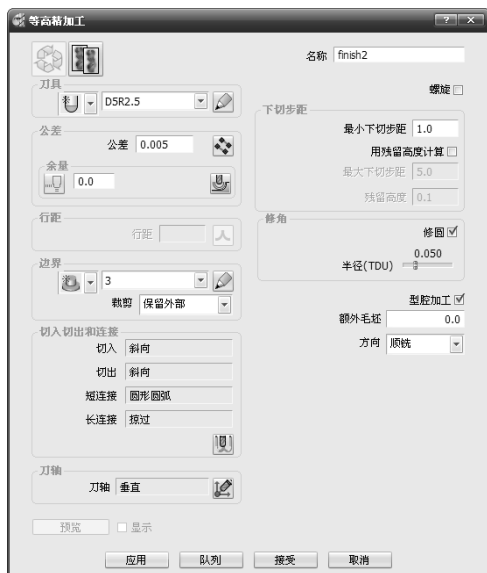 等高精加工
名称 finish2
刀具
D5R2.5
公差
公差 0.005
余量
0.0
行距
行距
边界
3
裁剪 保留外部
切入切出和连接
切入 斜向
切出 斜向
短连接 圆形圆弧
长连接 掠过
刀轴
刀轴 垂直
预览 显示
螺旋
下切步距
最小下切步距 1.0
用残留高度计算
最大下切步距 5.0
残留高度 0.1
修角
修圆
0.050
半径(TDU)
型腔加工
额外毛坯 0.0
方向 顺铣
应用 队列 接受 取消